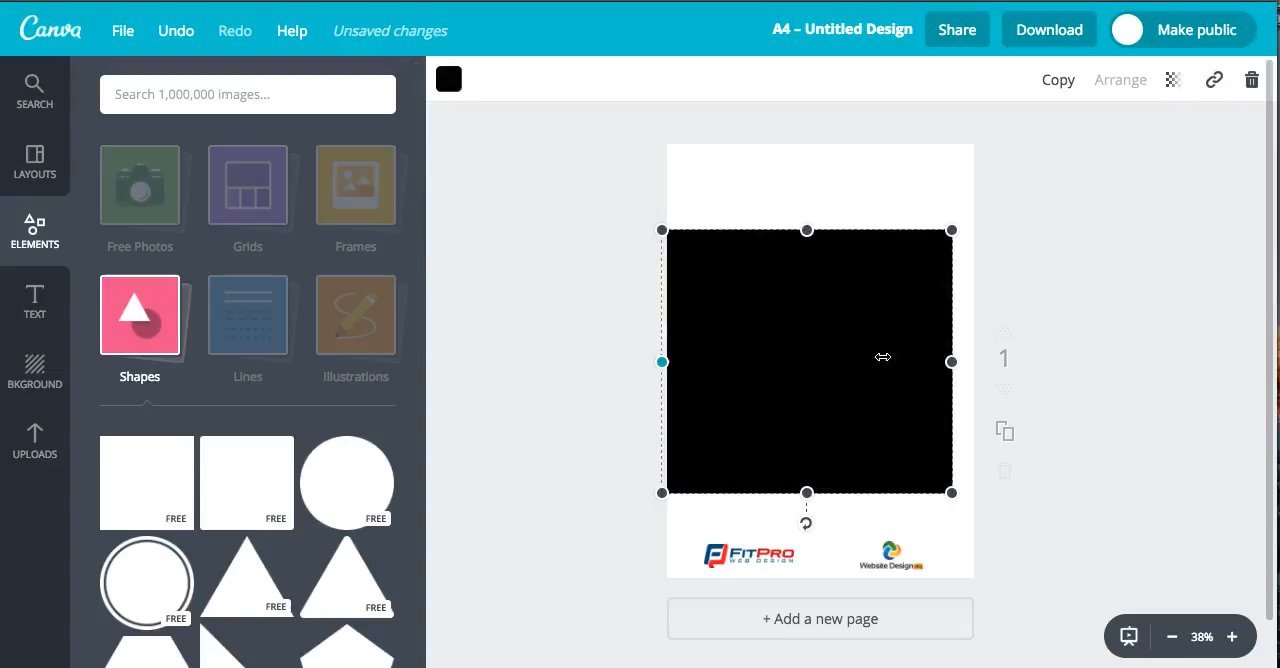 Canva File Undo Redo Help Unsaved changes A4 – Untitled Design Share Download Make public
Copy Arrange
SEARCH
LAYOUTS
ELEMENTS
TEXT
BKGROUND
UPLOADS
Search 1,000,000 images...
Free Photos Grids Frames
Shapes Lines Illustrations
FREE FREE FREE
FREE FREE FREE
1
FITPRO
WEB DESIGN
Website Design
+ Add a new page
38%